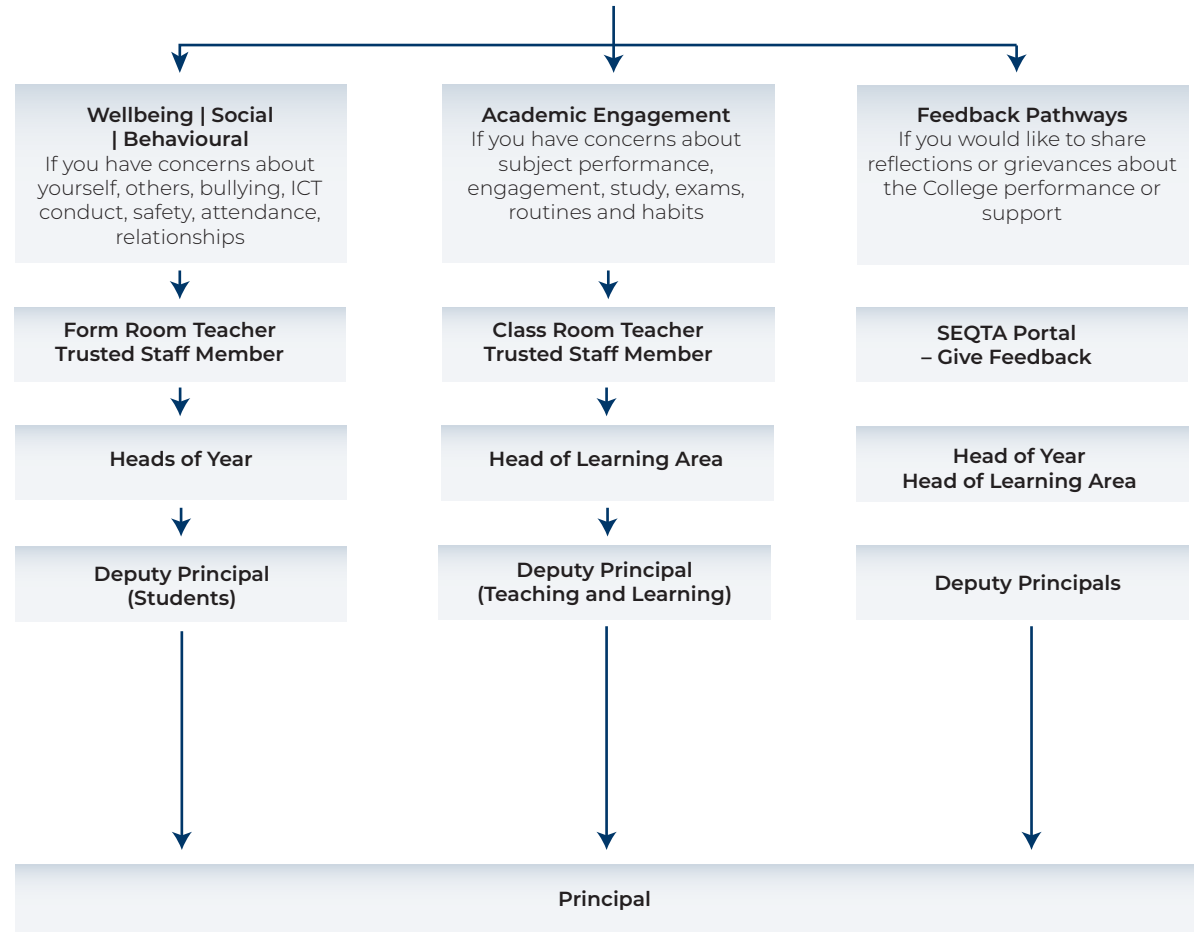 Wellbeing | Social
| Behavioural
If you have concerns about
yourself, others, bullying, ICT
conduct, safety, attendance,
relationships
Form Room Teacher
Trusted Staff Member
Heads of Year
Deputy Principal
(Students)
Academic Engagement
If you have concerns about
subject performance,
engagement, study, exams,
routines and habits
Class Room Teacher
Trusted Staff Member
Head of Learning Area
Deputy Principal
(Teaching and Learning)
Feedback Pathways
If you would like to share
reflections or grievances about
the College performance or
support
SEQTA Portal
– Give Feedback
Head of Year
Head of Learning Area
Deputy Principals
Principal